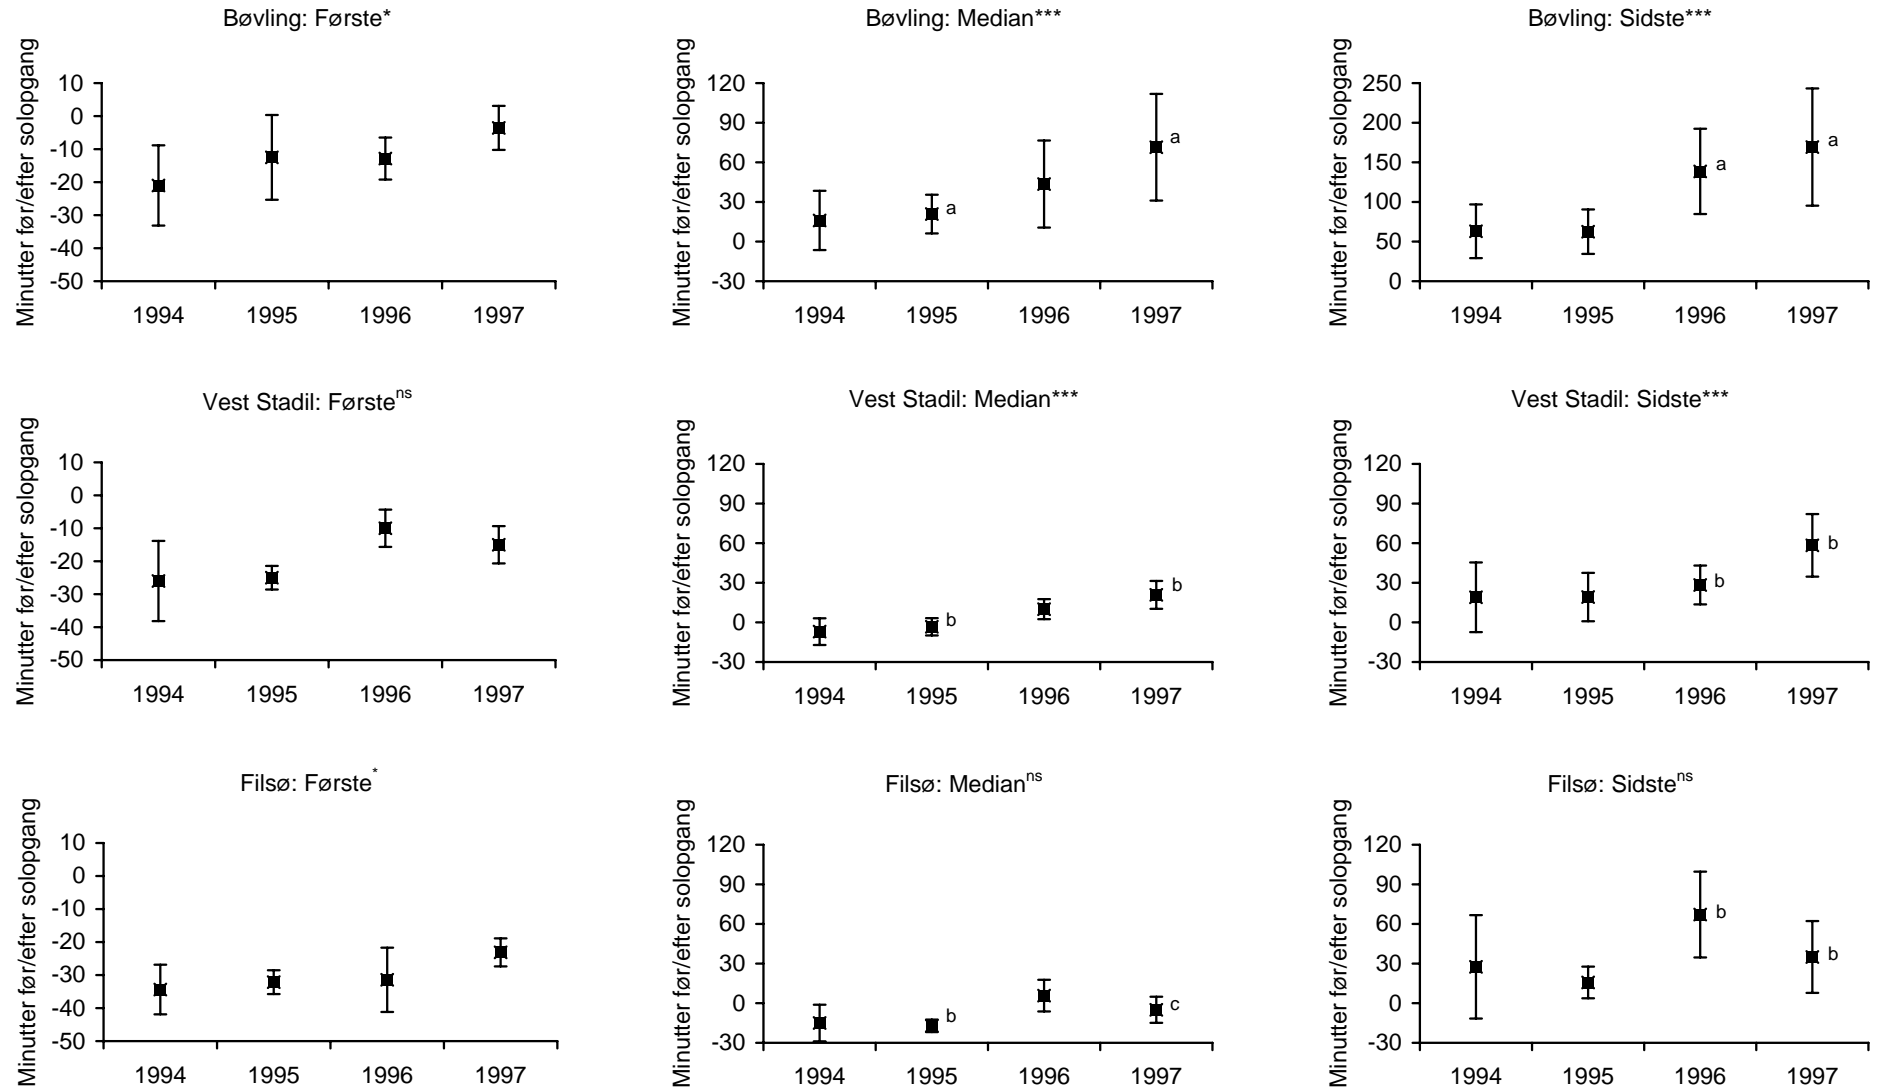 Bøvling: Første*
Bøvling: Median***
Bøvling: Sidste***
Minutter før/efter solopgang
10
0
-10
-20
-30
-40
-50
1994 1995 1996 1997
Minutter før/efter solopgang
120
90
60
30
0
-30
a
a
1994 1995 1996 1997
Minutter før/efter solopgang
250
200
150
100
50
0
a
a
1994 1995 1996 1997
Vest Stadil: Første^ns
Vest Stadil: Median***
Vest Stadil: Sidste***
Minutter før/efter solopgang
10
0
-10
-20
-30
-40
-50
1994 1995 1996 1997
Minutter før/efter solopgang
120
90
60
30
0
-30
b
b
1994 1995 1996 1997
Minutter før/efter solopgang
120
90
60
30
0
-30
b
b
1994 1995 1996 1997
Filsø: Første*
Filsø: Median^ns
Filsø: Sidste^ns
Minutter før/efter solopgang
10
0
-10
-20
-30
-40
-50
1994 1995 1996 1997
Minutter før/efter solopgang
120
90
60
30
0
-30
b
c
1994 1995 1996 1997
Minutter før/efter solopgang
120
90
60
30
0
-30
b
b
1994 1995 1996 1997